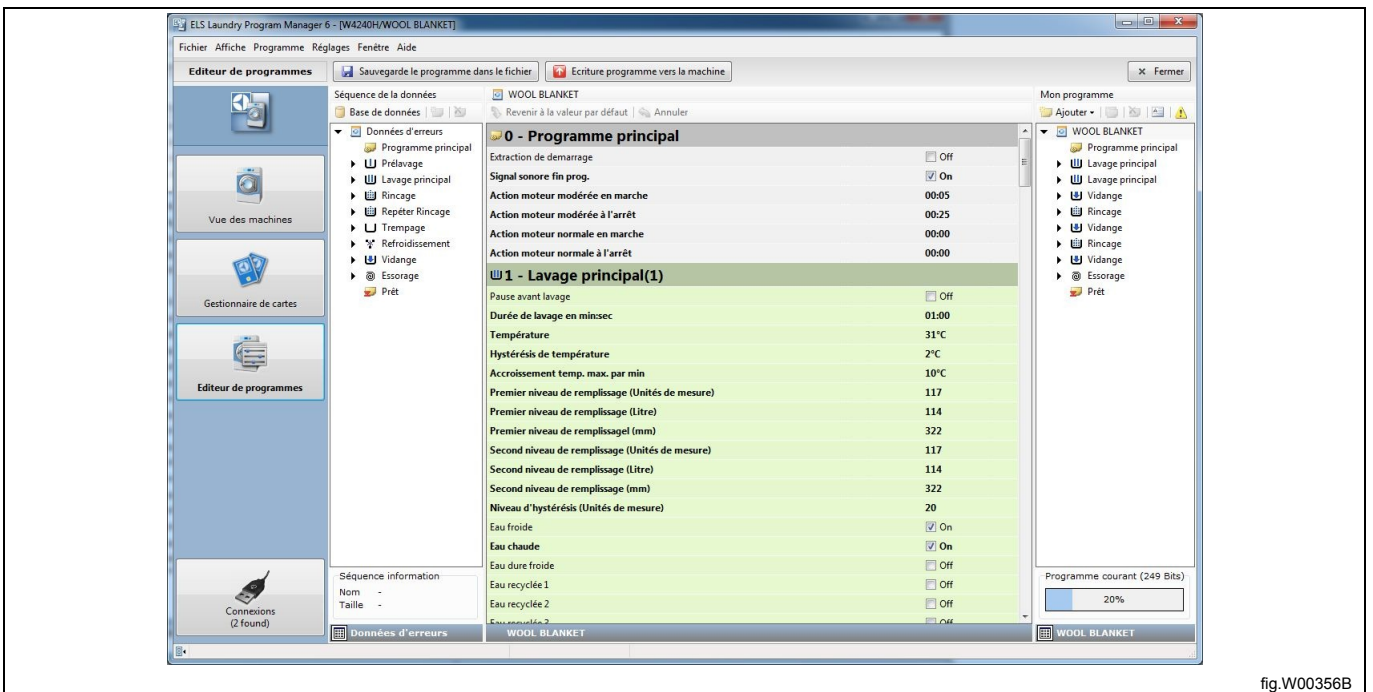 ELS Laundry Program Manager 6 - [W4240H/WOOL BLANKET]
Fichier Affiche Programme Réglages Fenêtre Aide
Editeur de programmes
Sauvegarde le programme dans le fichier
Ecriture programme vers la machine
Fermer
Vue des machines
Gestionnaire de cartes
Editeur de programmes
Connexions
(2 found)
Séquence de la données
Base de données
Données d'erreurs
Programme principal
Prélavage
Lavage principal
Rincage
Repéter Rincage
Trempage
Refroidissement
Vidange
Essorage
Prêt
Séquence information
Nom -
Taille -
Données d'erreurs
WOOL BLANKET
Revenir à la valeur par défaut Annuler
0 - Programme principal
Extraction de demarrage Off
Signal sonore fin prog. On
Action moteur modérée en marche 00:05
Action moteur modérée à l'arrêt 00:25
Action moteur normale en marche 00:00
Action moteur normale à l'arrêt 00:00
1 - Lavage principal(1)
Pause avant lavage Off
Durée de lavage en min:sec 01:00
Température 31°C
Hystérésis de température 2°C
Accroissement temp. max. par min 10°C
Premier niveau de remplissage (Unités de mesure) 117
Premier niveau de remplissage (Litre) 114
Premier niveau de remplissagel (mm) 322
Second niveau de remplissage (Unités de mesure) 117
Second niveau de remplissage (Litre) 114
Second niveau de remplissage (mm) 322
Niveau d'hystérésis (Unités de mesure) 20
Eau froide On
Eau chaude On
Eau dure froide Off
Eau recyclée 1 Off
Eau recyclée 2 Off
Eau recyclée 3 Off
WOOL BLANKET
Mon programme
Ajouter
WOOL BLANKET
Programme principal
Lavage principal
Lavage principal
Vidange
Rincage
Vidange
Rincage
Vidange
Essorage
Prêt
Programme courant (249 Bits)
20%
WOOL BLANKET
fig.W00356B